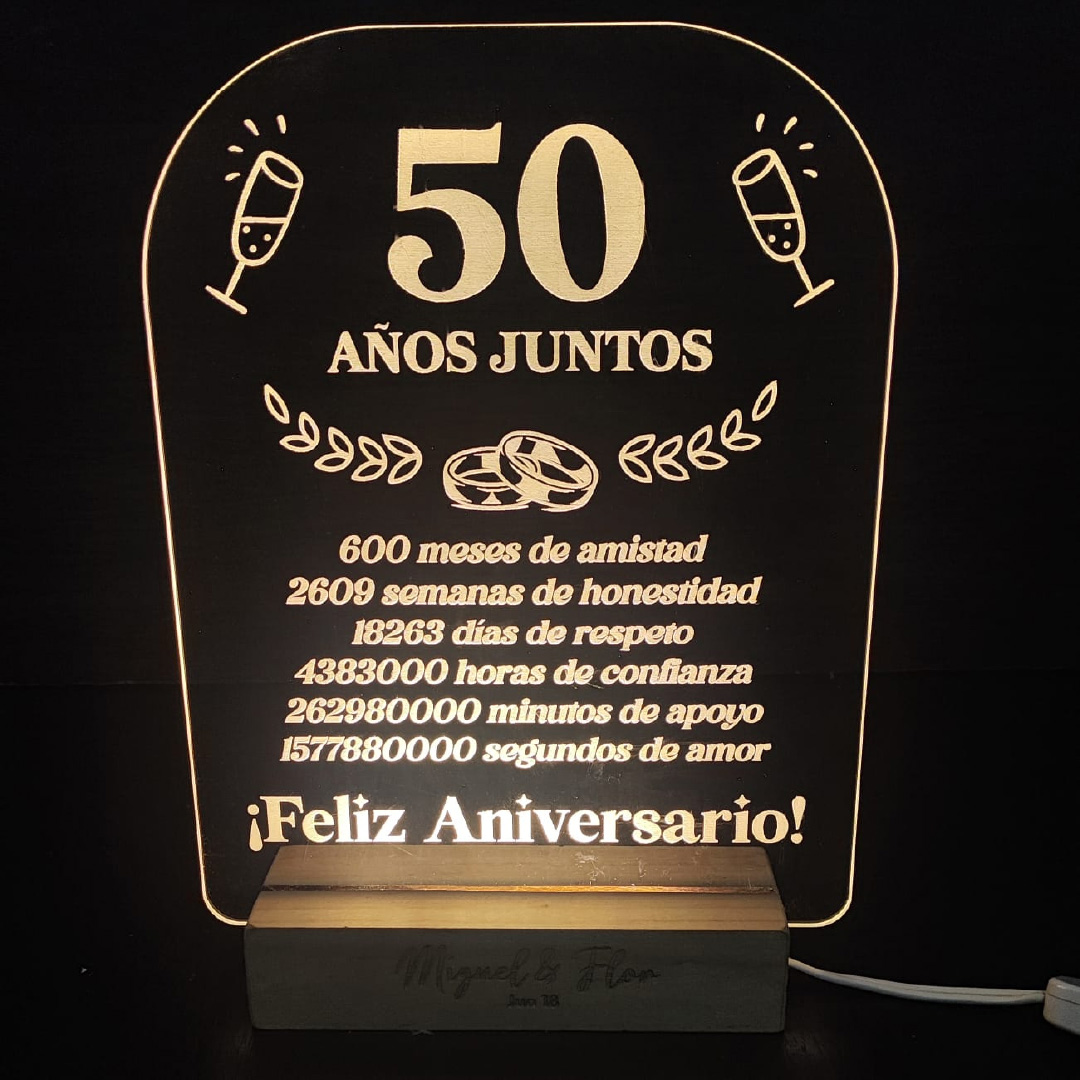 50
AÑOS JUNTOS
600 meses de amistad
2609 semanas de honestidad
18263 días de respeto
4383000 horas de confianza
262980000 minutos de apoyo
1577880000 segundos de amor
¡Feliz Aniversario!
Miguel & Flor